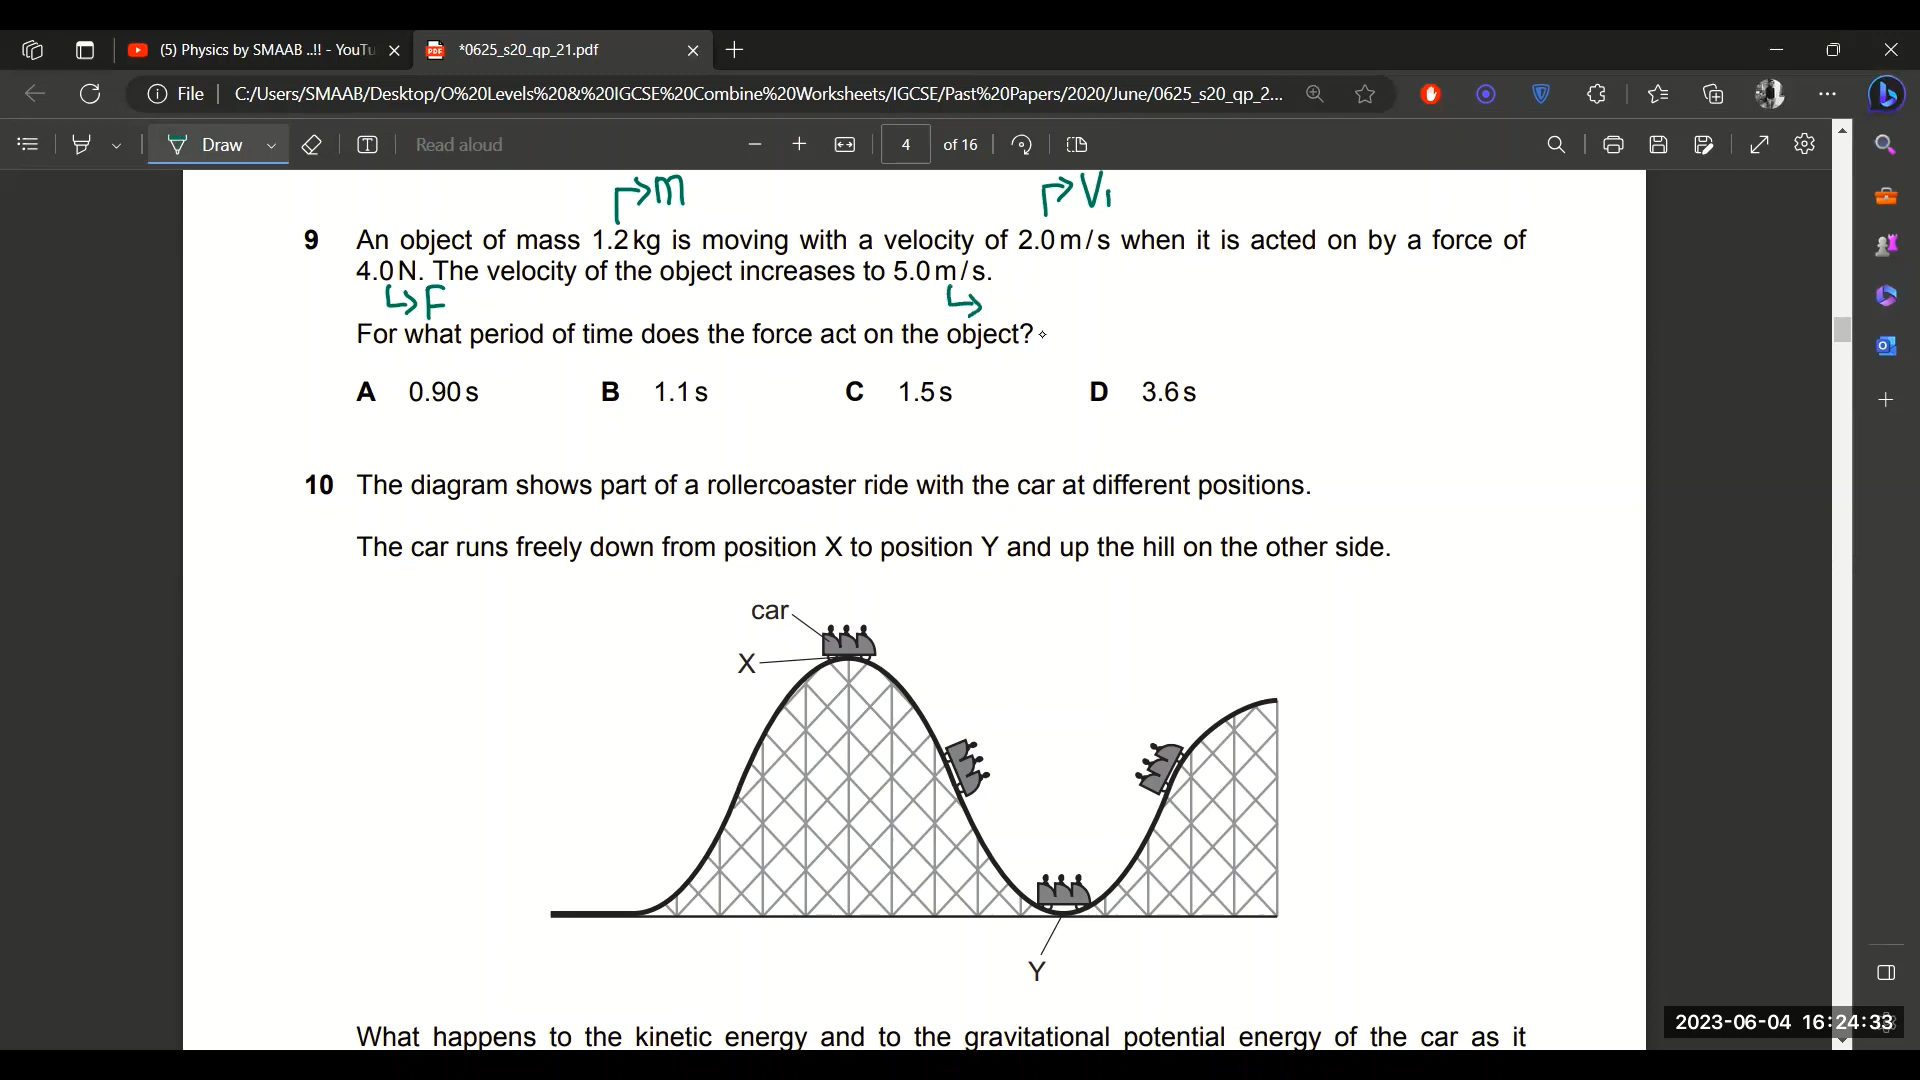 (5) Physics by SMAAB ..!! - YouTu
*0625_s20_qp_21.pdf
File
C:/Users/SMAAB/Desktop/O%20Levels%20&%20IGCSE%20Combine%20Worksheets/IGCSE/Past%20Papers/2020/June/0625_s20_qp_2...
Draw
Read aloud
4 of 16
m V1
9 An object of mass 1.2 kg is moving with a velocity of 2.0 m / s when it is acted on by a force of
4.0 N. The velocity of the object increases to 5.0 m / s.
F
For what period of time does the force act on the object?
A 0.90 s B 1.1 s C 1.5 s D 3.6 s
10 The diagram shows part of a rollercoaster ride with the car at different positions.
The car runs freely down from position X to position Y and up the hill on the other side.
car
X
Y
What happens to the kinetic energy and to the gravitational potential energy of the car as it
2023-06-04 16:24:33